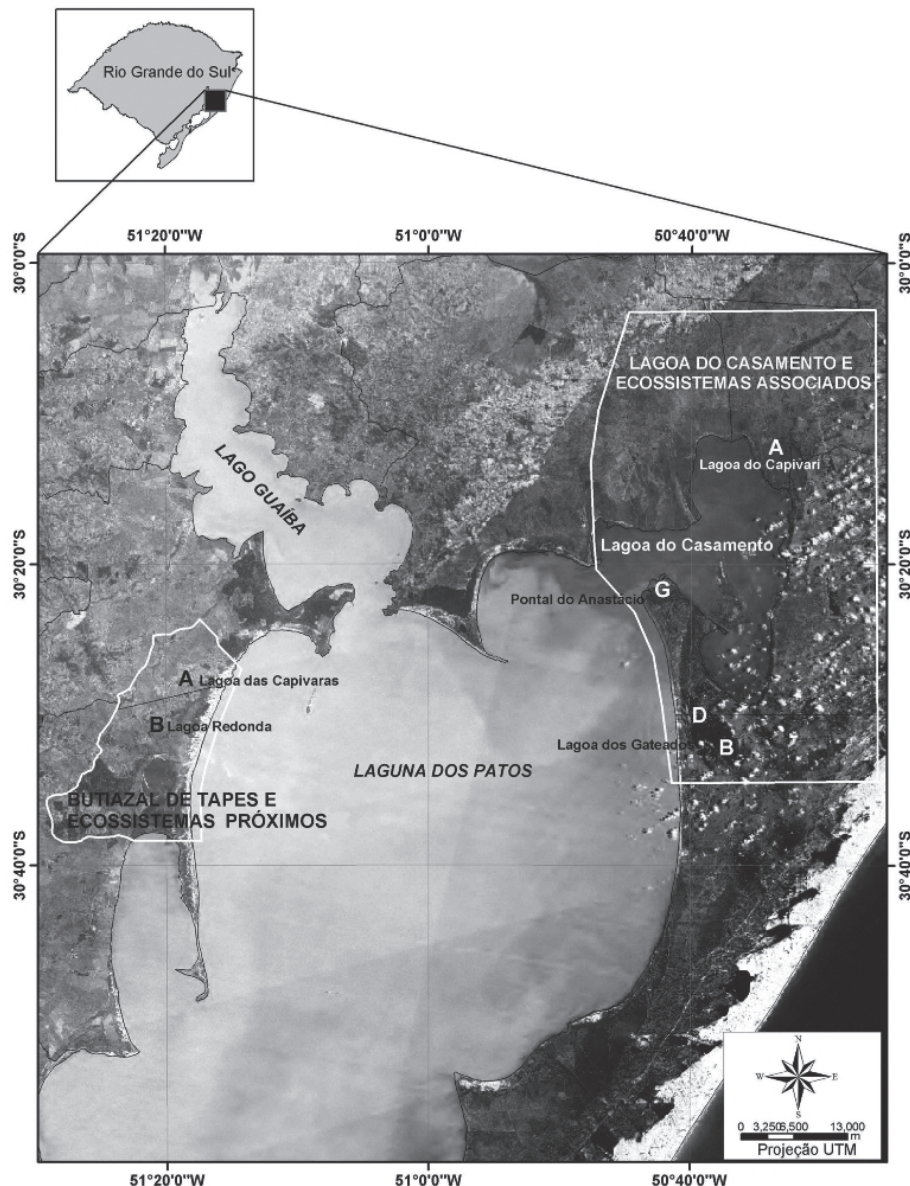 Rio Grande do Sul
51°20'0"W
51°0'0"W
50°40'0"W
30°0'0"S
30°0'0"S
LAGOA DO CASAMENTO E
ECOSSISTEMAS ASSOCIADOS
A
Lagoa do Capivari
LAGO GUAÍBA
Lagoa do Casamento
30°20'0"S
30°20'0"S
Pontal do Anastácio
G
A Lagoa das Capivaras
B Lagoa Redonda
D
Lagoa dos Gateados
B
LAGUNA DOS PATOS
BUTIAZAL DE TAPES E
ECOSSISTEMAS PRÓXIMOS
30°40'0"S
30°40'0"S
N
W
E
S
0 3,250 6,500 13,000
m
Projeção UTM
51°20'0"W
51°0'0"W
50°40'0"W